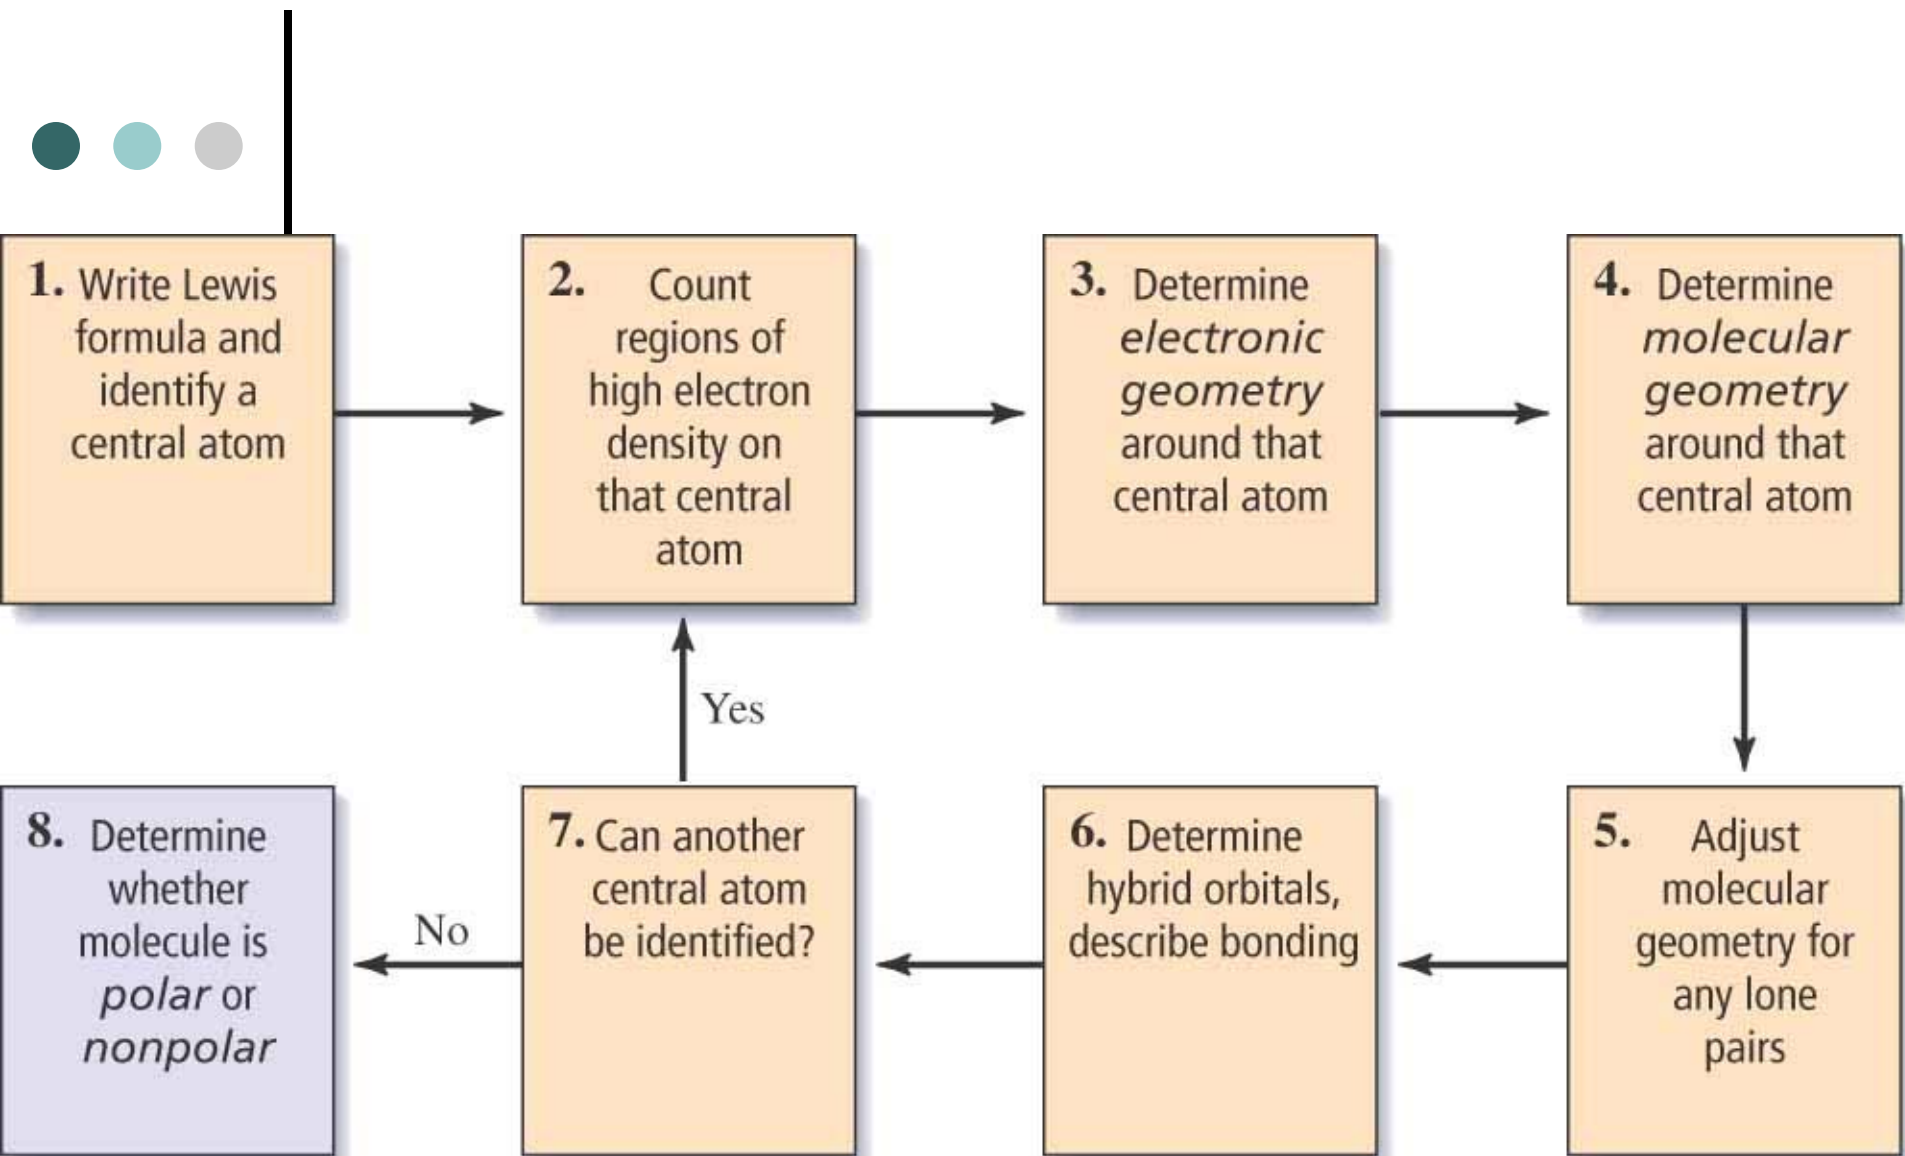 1. Write Lewis
formula and
identify a
central atom
2. Count
regions of
high electron
density on
that central
atom
3. Determine
electronic
geometry
around that
central atom
4. Determine
molecular
geometry
around that
central atom
Yes
8. Determine
whether
molecule is
polar or
nonpolar
No
7. Can another
central atom
be identified?
6. Determine
hybrid orbitals,
describe bonding
5. Adjust
molecular
geometry for
any lone
pairs